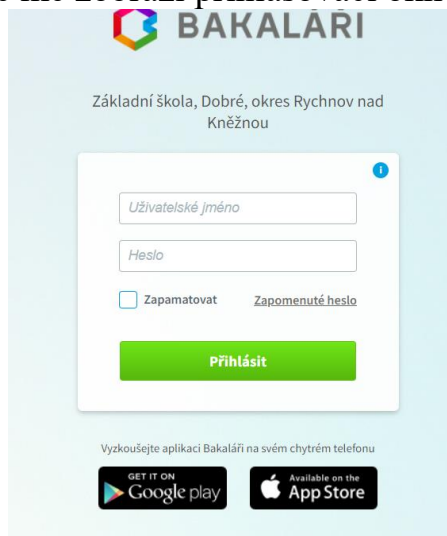 BAKALÁŘI
Základní škola, Dobré, okres Rychnov nad
Kněžnou
Uživatelské jméno
Heslo
Zapamatovat Zapomenuté heslo
Přihlásit
Vyzkoušejte aplikaci Bakaláři na svém chytrém telefonu
GET IT ON
Google play
Available on the
App Store